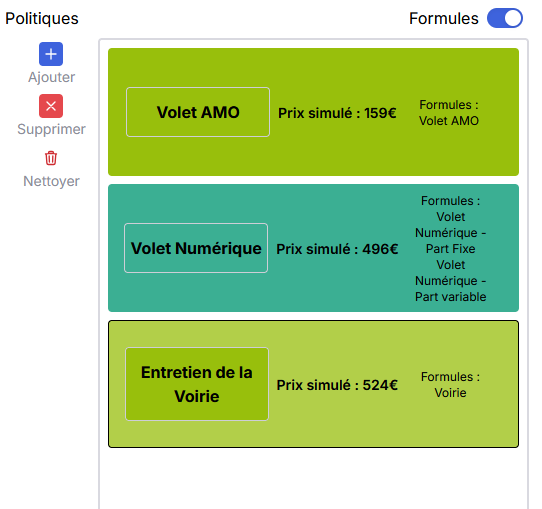 Politiques
Formules
Ajouter
Supprimer
Nettoyer
Volet AMO
Prix simulé : 159€
Formules :
Volet AMO
Volet Numérique
Prix simulé : 496€
Formules :
Volet
Numérique -
Part Fixe
Volet
Numérique -
Part variable
Entretien de la
Voirie
Prix simulé : 524€
Formules :
Voirie